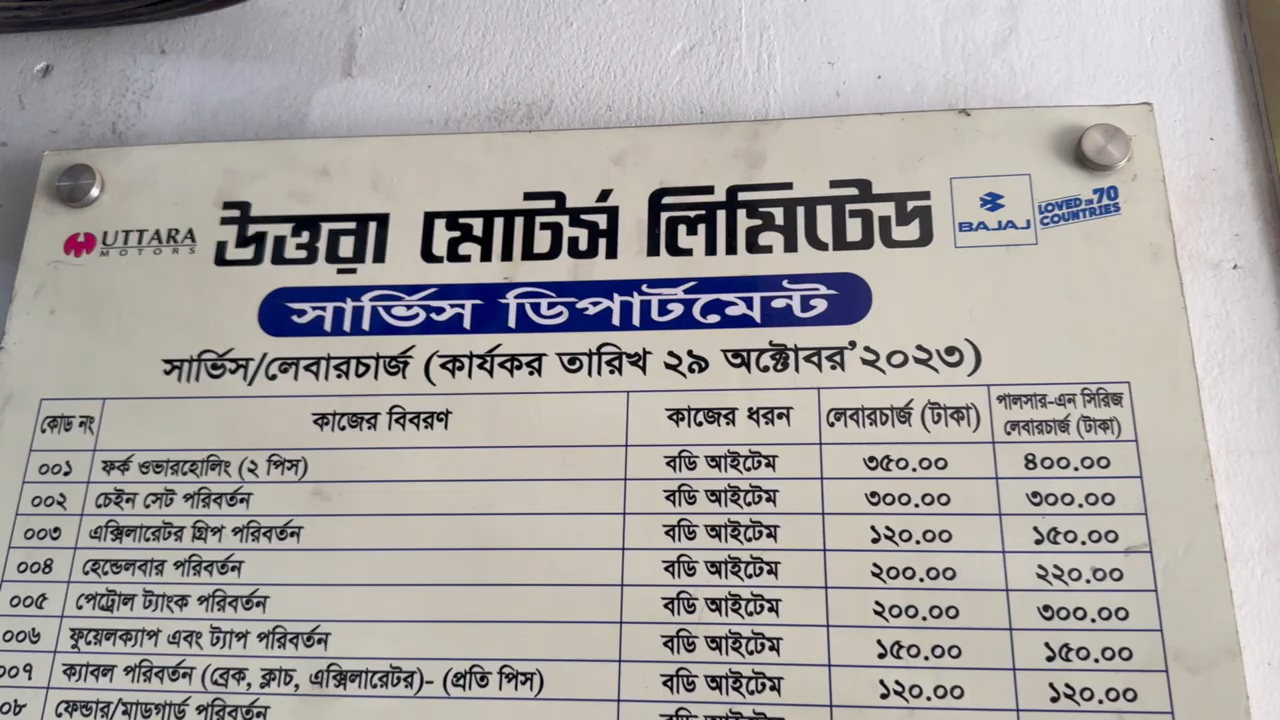 UTTARA
MOTORS
উত্তরা মোটর্স লিমিটেড
BAJAJ
LOVED IN 70
COUNTRIES
সার্ভিস ডিপার্টমেন্ট
সার্ভিস/লেবারচার্জ (কার্যকর তারিখ ২৯ অক্টোবর'২০২৩)
কোড নং কাজের বিবরণ কাজের ধরন লেবারচার্জ (টাকা) পালসার-এন সিরিজ লেবারচার্জ (টাকা)
০০১ ফর্ক ওভারহোলিং (২ পিস) বডি আইটেম ৩৫০.০০ ৪০০.০০
০০২ চেইন সেট পরিবর্তন বডি আইটেম ৩০০.০০ ৩০০.০০
০০৩ এক্সিলারেটর গ্রিপ পরিবর্তন বডি আইটেম ১২০.০০ ১৫০.০০
০০৪ হেন্ডেলবার পরিবর্তন বডি আইটেম ২০০.০০ ২২০.০০
০০৫ পেট্রোল ট্যাংক পরিবর্তন বডি আইটেম ২০০.০০ ৩০০.০০
০০৬ ফুয়েলক্যাপ এবং ট্যাপ পরিবর্তন বডি আইটেম ১৫০.০০ ১৫০.০০
০০৭ ক্যাবল পরিবর্তন (ব্রেক, ক্লাচ, এক্সিলারেটর)- (প্রতি পিস) বডি আইটেম ১২০.০০ ১২০.০০
০৮ ফেন্ডার/মাডগার্ড পরিবর্তন